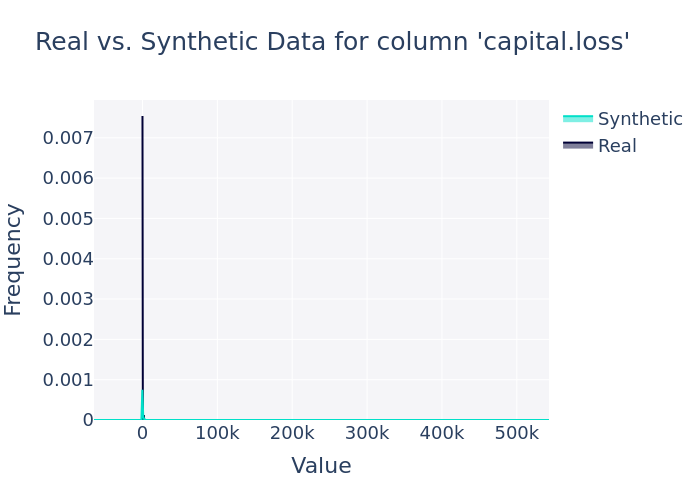 Real vs. Synthetic Data for column 'capital.loss'
Synthetic
Real
Frequency
0.007
0.006
0.005
0.004
0.003
0.002
0.001
0
0 100k 200k 300k 400k 500k
Value